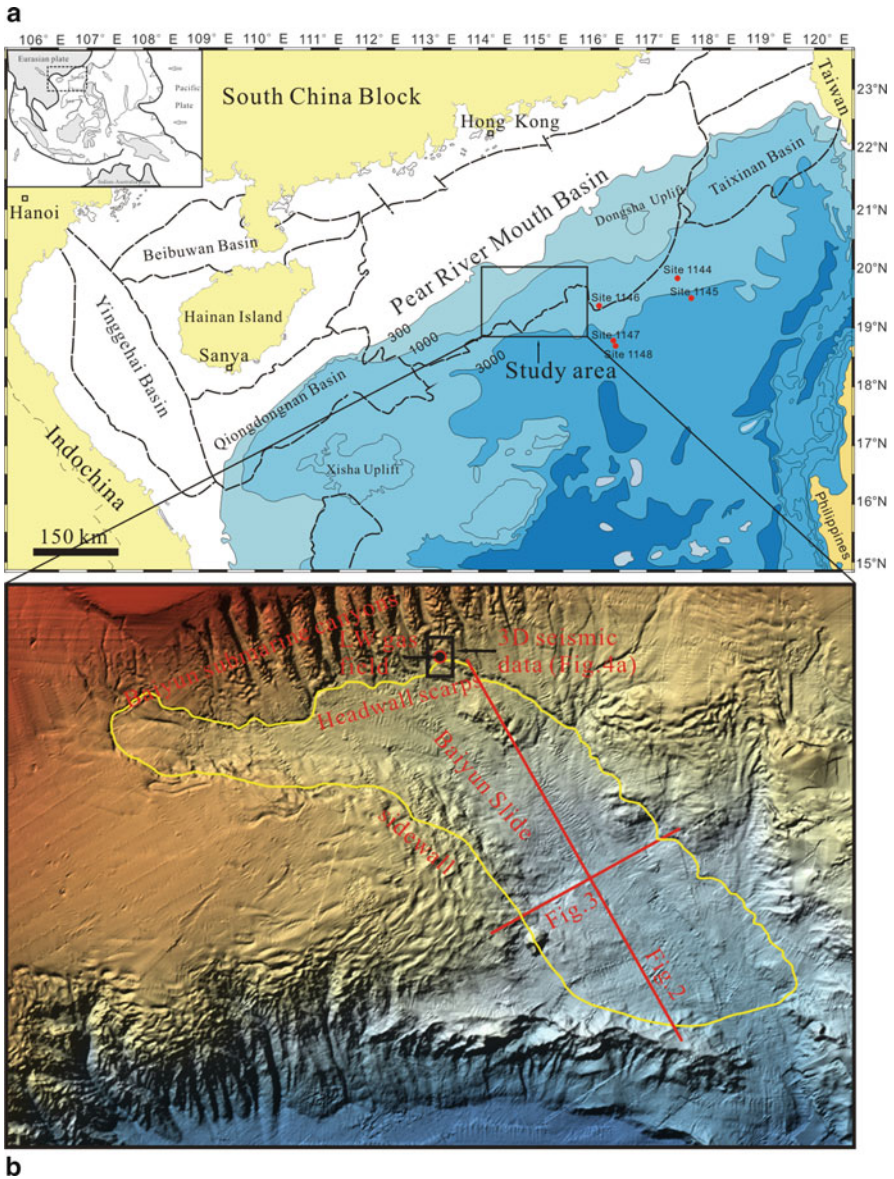 a
106° E 107° E 108° E 109° E 110° E 111° E 112° E 113° E 114° E 115° E 116° E 117° E 118° E 119° E 120° E
Eurasian plate
Pacific
Plate
23°N
22°N
21°N
20°N
19°N
18°N
17°N
16°N
15°N
South China Block
Hong Kong
Taiwan
Hanoi
Taixinan Basin
Dongsha Uplift
Pear River Mouth Basin
Beibuwan Basin
Yinggehai Basin
Hainan Island
Sanya
Site 1144
Site 1145
Site 1146
Site 1147
Site 1148
300
1000
3000
Study area
Qiongdongnan Basin
Xisha Uplift
Indochina
Philippines
150 km
Baiyun submarine canyons
LW gas
field
3D seismic
data (Fig.4a)
Headwall scarps
Baiyun Slide
sidewall
Fig.3
Fig.2
b